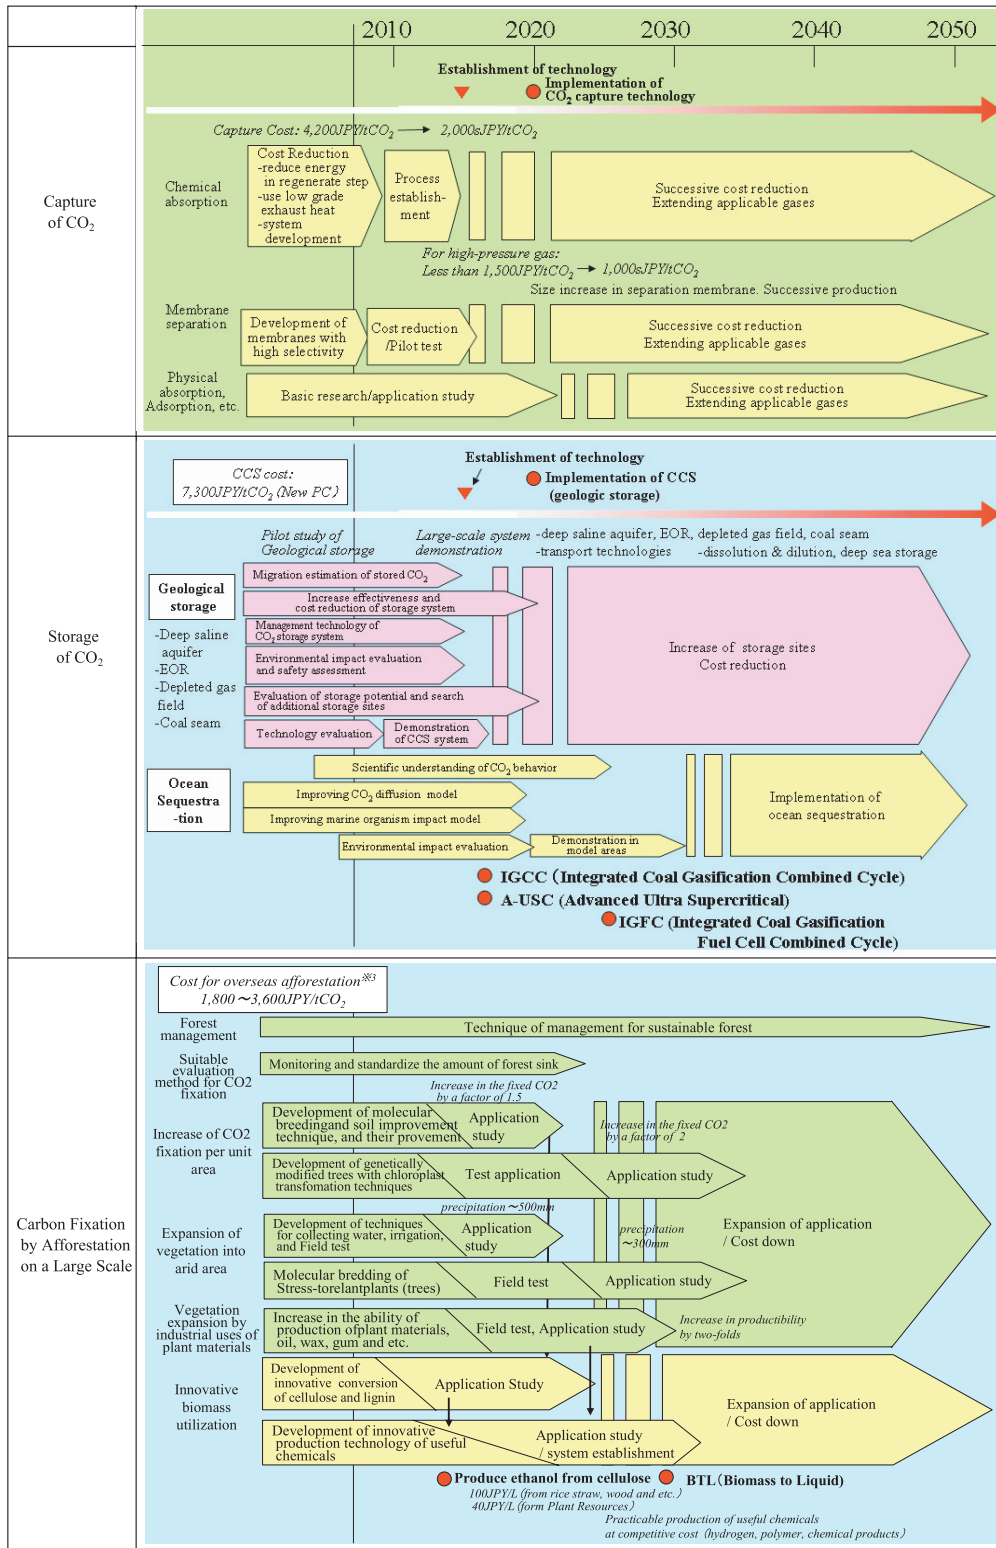 2010
2020
2030
2040
2050
Capture
of CO2
Establishment of technology
Implementation of
CO2 capture technology
Capture Cost: 4,200JPY/tCO2 → 2,000sJPY/tCO2
Chemical
absorption
Cost Reduction
-reduce energy
in regenerate step
-use low grade
exhaust heat
-system
development
Process
establish-
ment
Successive cost reduction
Extending applicable gases
For high-pressure gas:
Less than 1,500JPY/tCO2 → 1,000sJPY/tCO2
Size increase in separation membrane. Successive production
Membrane
separation
Development of
membranes with
high selectivity
Cost reduction
/Pilot test
Successive cost reduction
Extending applicable gases
Physical
absorption,
Adsorption, etc.
Basic research/application study
Successive cost reduction
Extending applicable gases
Storage
of CO2
CCS cost:
7,300JPY/tCO2 (New PC)
Establishment of technology
Implementation of CCS
(geologic storage)
Pilot study of
Geological storage
Large-scale system
demonstration
-deep saline aquifer, EOR, depleted gas field, coal seam
-transport technologies
-dissolution & dilution, deep sea storage
Geological
storage
-Deep saline
aquifer
-EOR
-Depleted gas
field
-Coal seam
Migration estimation of stored CO2
Increase effectiveness and
cost reduction of storage system
Management technology of
CO2 storage system
Environmental impact evaluation
and safety assessment
Evaluation of storage potential and search
of additional storage sites
Technology evaluation
Demonstration
of CCS system
Increase of storage sites
Cost reduction
Ocean
Sequestra
-tion
Scientific understanding of CO2 behavior
Improving CO2 diffusion model
Improving marine organism impact model
Environmental impact evaluation
Demonstration in
model areas
Implementation of
ocean sequestration
IGCC (Integrated Coal Gasification Combined Cycle)
A-USC (Advanced Ultra Supercritical)
IGFC (Integrated Coal Gasification
Fuel Cell Combined Cycle)
Carbon Fixation
by Afforestation
on a Large Scale
Cost for overseas afforestation※3
1,800～3,600JPY/tCO2
Forest
management
Technique of management for sustainable forest
Suitable
evaluation
method for CO2
fixation
Monitoring and standardize the amount of forest sink
Increase in the fixed CO2
by a factor of 1.5
Increase of CO2
fixation per unit
area
Development of molecular
breedingand soil improvement
technique, and their provement
Application
study
Increase in the fixed CO2
by a factor of 2
Development of genetically
modified trees with chloroplast
transfomation techniques
Test application
Application study
precipitation～500mm
Expansion of
vegetation into
arid area
Development of techniques
for collecting water, irrigation,
and Field test
Application
study
precipitation
～300mm
Expansion of application
/ Cost down
Molecular bredding of
Stress-torelantplants (trees)
Field test
Application study
Vegetation
expansion by
industrial uses of
plant materials
Increase in the ability of
production ofplant materials,
oil, wax, gum and etc.
Field test, Application study
Increase in productibility
by two-folds
Innovative
biomass
utilization
Development of
innovative conversion
of cellulose and lignin
Application Study
Expansion of application
/ Cost down
Development of innovative
production technology of useful
chemicals
Application study
/ system establishment
Produce ethanol from cellulose
100JPY/L (from rice straw, wood and etc.)
40JPY/L (form Plant Resources)
BTL (Biomass to Liquid)
Practicable production of useful chemicals
at competitive cost (hydrogen, polymer, chemical products)